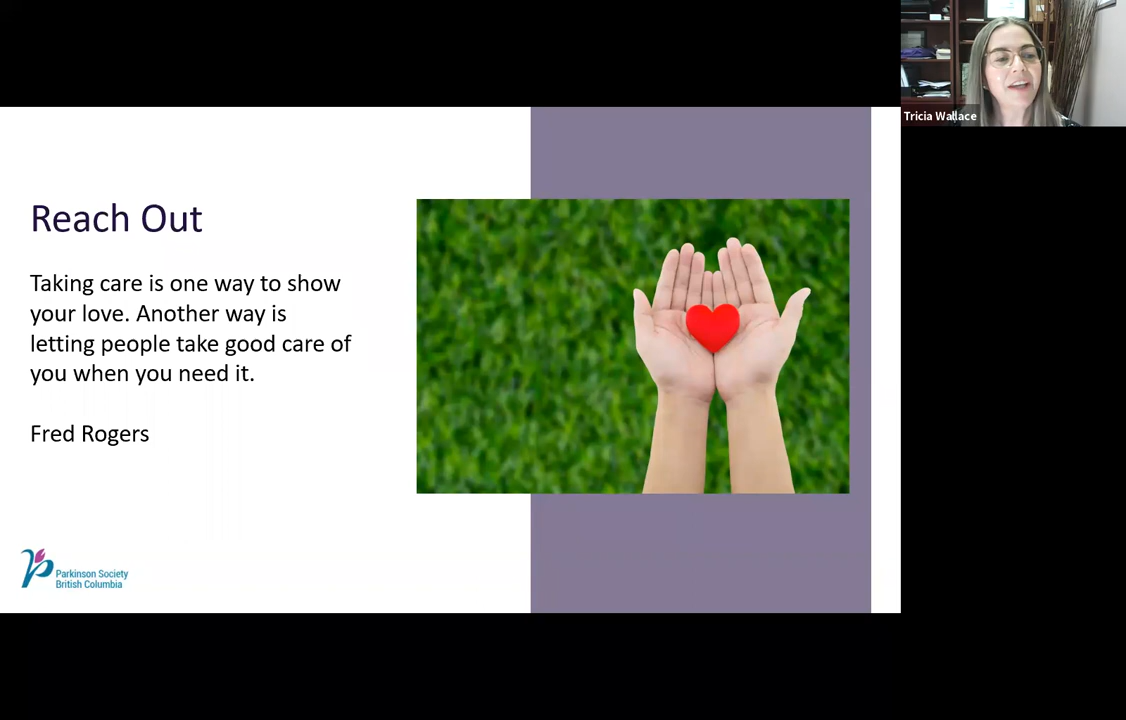 Tricia Wallace
Reach Out
Taking care is one way to show
your love. Another way is
letting people take good care of
you when you need it.
Fred Rogers
Parkinson Society
British Columbia